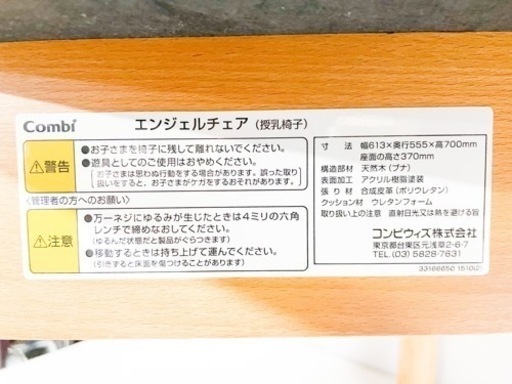 Combi エンジェルチェア（授乳椅子）
警告
●お子さまを椅子に残して離れないでください。
●遊具としてのご使用はおやめください。
お子さまは思わぬ動作をする場合があります。誤った取り
扱いをすると、お子さまがケガをするおそれがあります。
〈管理者の方へのお願い〉
注意
●万一ネジにゆるみが生じたときは4ミリの六角
レンチで締めなおしてください。
（ゆるんだ状態だと製品がぐらつきます）
●移動するときは持ち上げて運んでください。
（引きずると床面を傷つけることがあります）
寸 法 幅613×奥行555×高700mm
座面の高さ370mm
構造部材 天然木（ブナ）
表面加工 アクリル樹脂塗装
張り材 合成皮革（ポリウレタン）
クッション材 ウレタンフォーム
取り扱い上の注意 直射日光又は熱を避ける旨
コンビウィズ株式会社
東京都台東区元浅草2-6-7
TEL.(03) 5828-7631
33166650 1510②